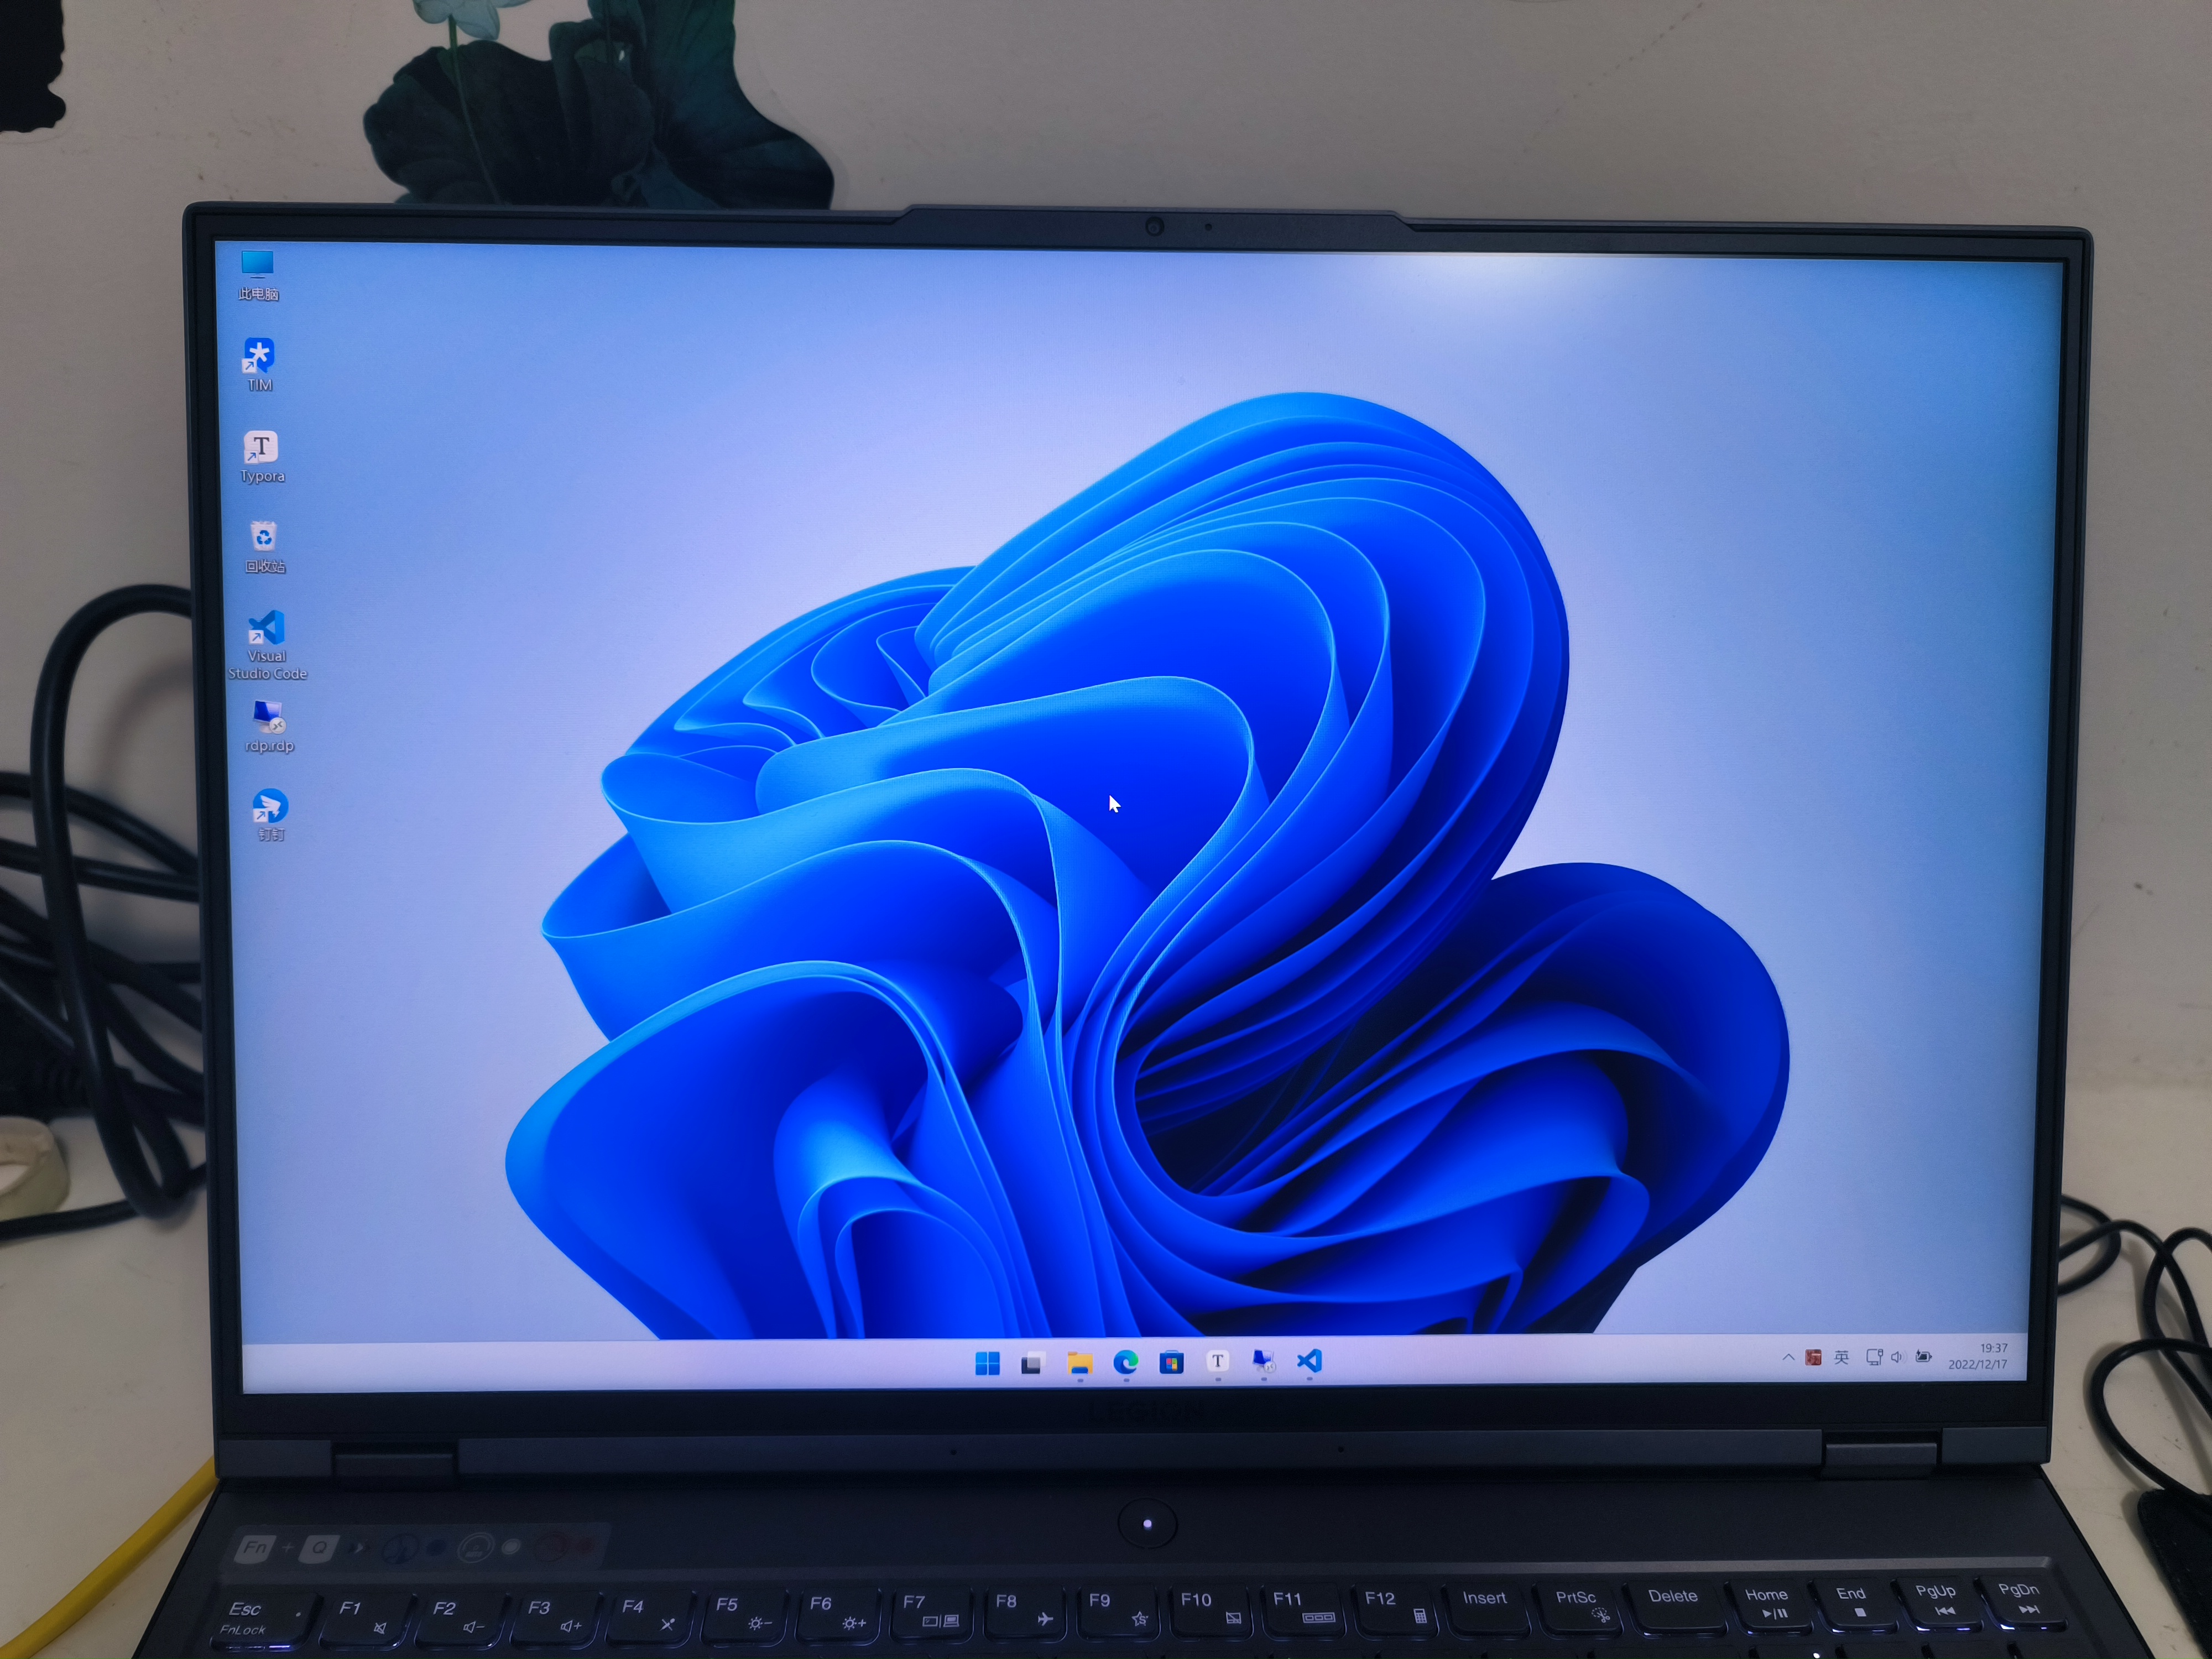 此电脑
TIM
T
Typora
回收站
Visual
Studio Code
rdp.rdp
钉钉
T
英
19:37
2022/12/17
LEGION
Fn + Q
Esc
FnLock
F1
F2
F3
F4
F5
F6
F7
F8
F9
F10
F11
F12
Insert
PrtSc
Delete
Home
End
PgUp
PgDn